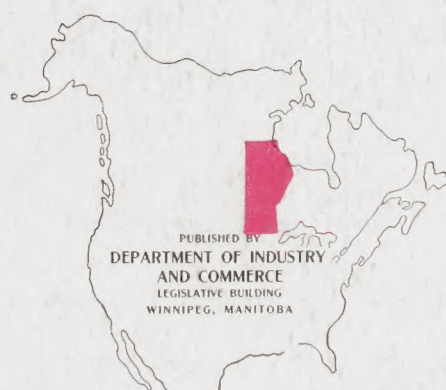 PUBLISHED BY
DEPARTMENT OF INDUSTRY
AND COMMERCE
LEGISLATIVE BUILDING
WINNIPEG, MANITOBA